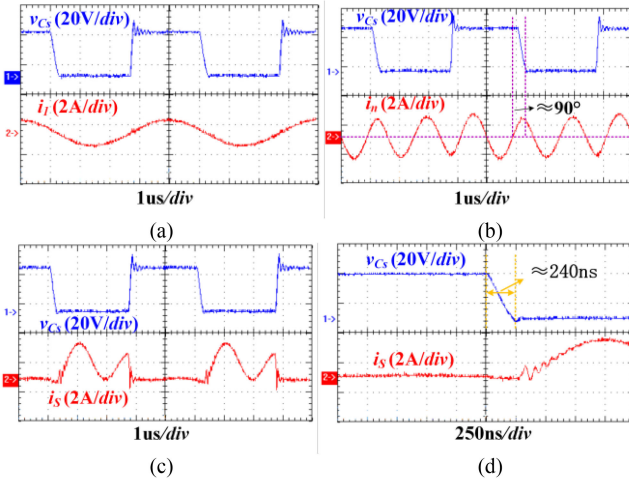 v_Cs (20V/div)
1->
i_1 (2A/div)
2->
1us/div
(a)
v_Cs (20V/div)
1->
i_n (2A/div)
≈90°
2->
1us/div
(b)
1->
v_Cs (20V/div)
2->
i_S (2A/div)
1us/div
(c)
v_Cs (20V/div)
≈240ns
1->
i_S (2A/div)
2->
250ns/div
(d)